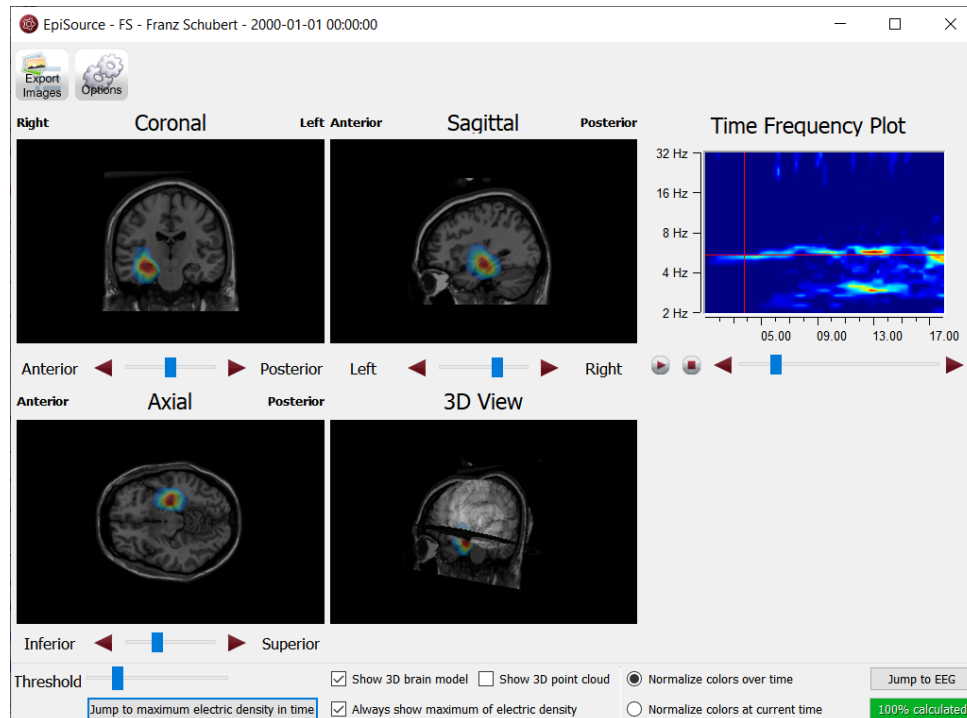 EpiSource - FS - Franz Schubert - 2000-01-01 00:00:00
Export
Images
Options
Right Coronal Left
Anterior Sagittal Posterior
Time Frequency Plot
32 Hz
16 Hz
8 Hz
4 Hz
2 Hz
05.00 09.00 13.00 17.00
Anterior Posterior
Left Right
Anterior Axial Posterior
3D View
Inferior Superior
Threshold
Jump to maximum electric density in time
Show 3D brain model Show 3D point cloud
Always show maximum of electric density
Normalize colors over time
Normalize colors at current time
Jump to EEG
100% calculated